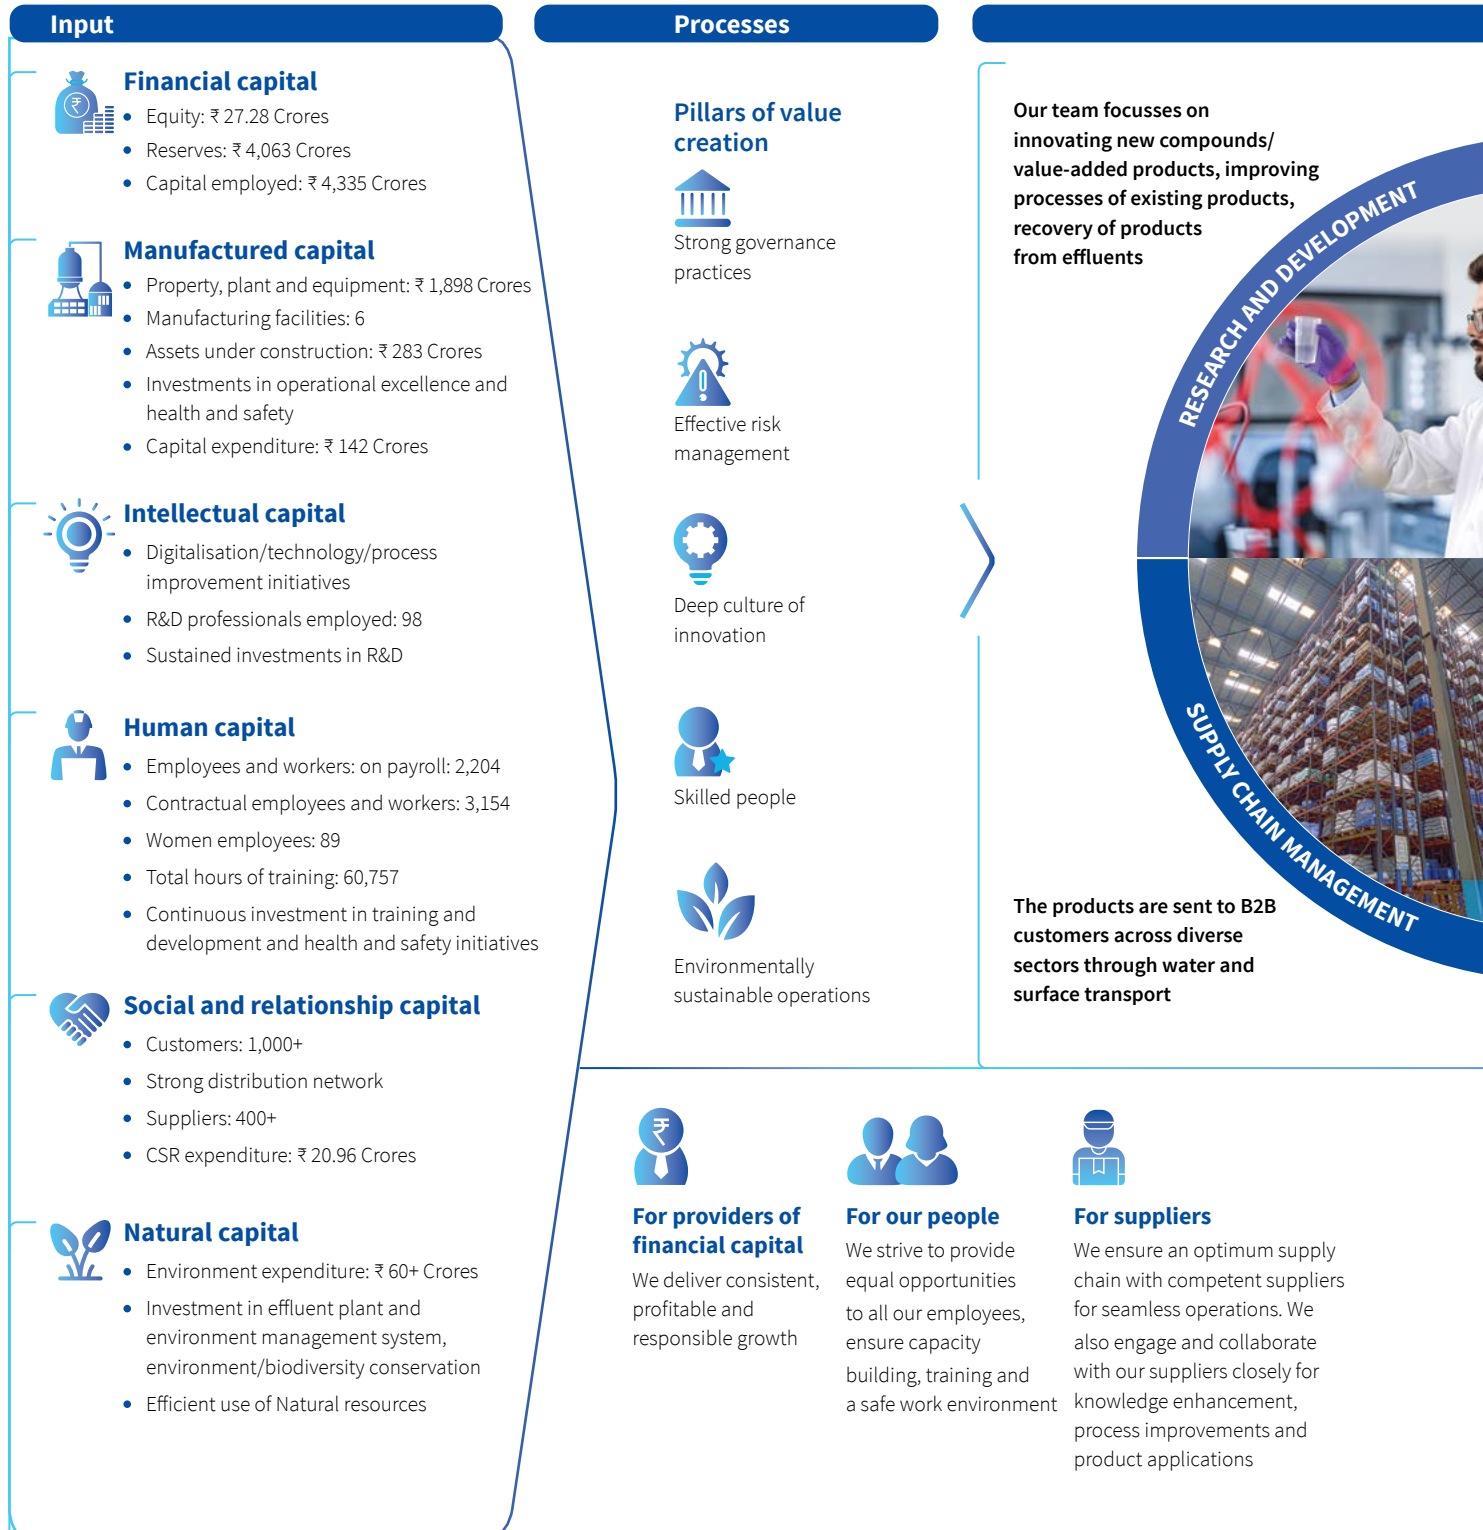 Input
Financial capital
• Equity: ₹ 27.28 Crores
• Reserves: ₹ 4,063 Crores
• Capital employed: ₹ 4,335 Crores
Manufactured capital
• Property, plant and equipment: ₹ 1,898 Crores
• Manufacturing facilities: 6
• Assets under construction: ₹ 283 Crores
• Investments in operational excellence and
health and safety
• Capital expenditure: ₹ 142 Crores
Intellectual capital
• Digitalisation/technology/process
improvement initiatives
• R&D professionals employed: 98
• Sustained investments in R&D
Human capital
• Employees and workers: on payroll: 2,204
• Contractual employees and workers: 3,154
• Women employees: 89
• Total hours of training: 60,757
• Continuous investment in training and
development and health and safety initiatives
Social and relationship capital
• Customers: 1,000+
• Strong distribution network
• Suppliers: 400+
• CSR expenditure: ₹ 20.96 Crores
Natural capital
• Environment expenditure: ₹ 60+ Crores
• Investment in effluent plant and
environment management system,
environment/biodiversity conservation
• Efficient use of Natural resources
Processes
Pillars of value
creation
Strong governance
practices
Effective risk
management
Deep culture of
innovation
Skilled people
Environmentally
sustainable operations
Our team focusses on
innovating new compounds/
value-added products, improving
processes of existing products,
recovery of products
from effluents
RESEARCH AND DEVELOPMENT
SUPPLY CHAIN MANAGEMENT
The products are sent to B2B
customers across diverse
sectors through water and
surface transport
₹
For providers of
financial capital
We deliver consistent,
profitable and
responsible growth
For our people
We strive to provide
equal opportunities
to all our employees,
ensure capacity
building, training and
a safe work environment
For suppliers
We ensure an optimum supply
chain with competent suppliers
for seamless operations. We
also engage and collaborate
with our suppliers closely for
knowledge enhancement,
process improvements and
product applications